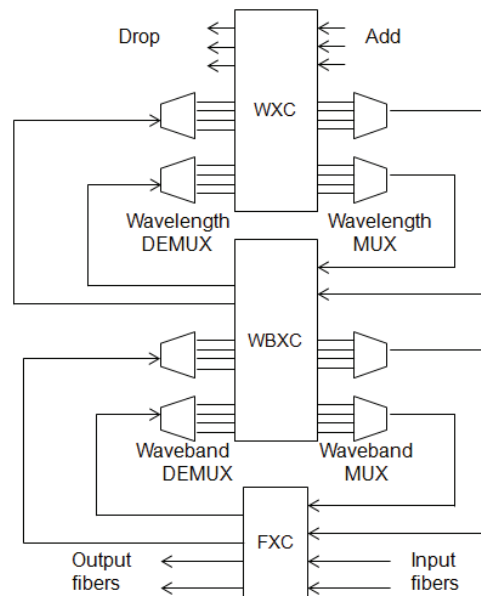 Drop
Add
WXC
Wavelength
DEMUX
Wavelength
MUX
WBXC
Waveband
DEMUX
Waveband
MUX
FXC
Output
fibers
Input
fibers